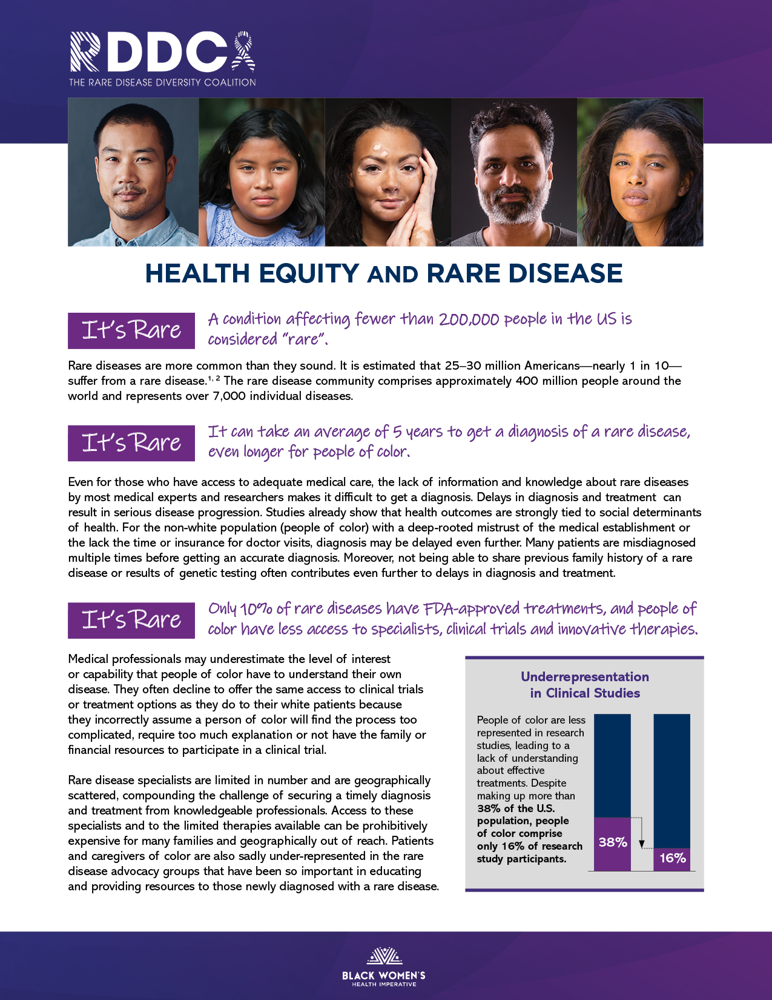 RDDC
THE RARE DISEASE DIVERSITY COALITION
HEALTH EQUITY AND RARE DISEASE
It's Rare
A condition affecting fewer than 200,000 people in the US is
considered “rare”.
Rare diseases are more common than they sound. It is estimated that 25–30 million Americans—nearly 1 in 10—
suffer from a rare disease.1, 2 The rare disease community comprises approximately 400 million people around the
world and represents over 7,000 individual diseases.
It's Rare
It can take an average of 5 years to get a diagnosis of a rare disease,
even longer for people of color.
Even for those who have access to adequate medical care, the lack of information and knowledge about rare diseases
by most medical experts and researchers makes it difficult to get a diagnosis. Delays in diagnosis and treatment can
result in serious disease progression. Studies already show that health outcomes are strongly tied to social determinants
of health. For the non-white population (people of color) with a deep-rooted mistrust of the medical establishment or
the lack the time or insurance for doctor visits, diagnosis may be delayed even further. Many patients are misdiagnosed
multiple times before getting an accurate diagnosis. Moreover, not being able to share previous family history of a rare
disease or results of genetic testing often contributes even further to delays in diagnosis and treatment.
It's Rare
Only 10% of rare diseases have FDA-approved treatments, and people of
color have less access to specialists, clinical trials and innovative therapies.
Medical professionals may underestimate the level of interest
or capability that people of color have to understand their own
disease. They often decline to offer the same access to clinical trials
or treatment options as they do to their white patients because
they incorrectly assume a person of color will find the process too
complicated, require too much explanation or not have the family or
financial resources to participate in a clinical trial.
Rare disease specialists are limited in number and are geographically
scattered, compounding the challenge of securing a timely diagnosis
and treatment from knowledgeable professionals. Access to these
specialists and to the limited therapies available can be prohibitively
expensive for many families and geographically out of reach. Patients
and caregivers of color are also sadly under-represented in the rare
disease advocacy groups that have been so important in educating
and providing resources to those newly diagnosed with a rare disease.
Underrepresentation
in Clinical Studies
People of color are less
represented in research
studies, leading to a
lack of understanding
about effective
treatments. Despite
making up more than
38% of the U.S.
population, people
of color comprise
only 16% of research
study participants.
38%
16%
BLACK WOMEN'S
HEALTH IMPERATIVE